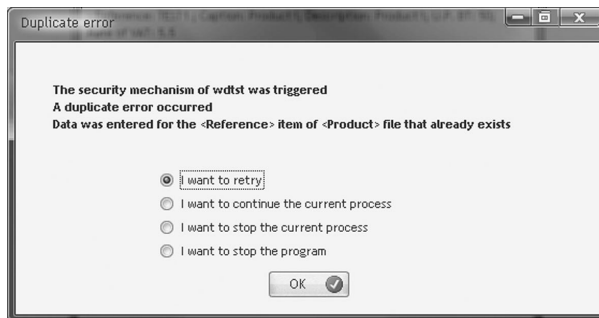 Duplicate error
The security mechanism of wdtst was triggered
A duplicate error occurred
Data was entered for the <Reference> item of <Product> file that already exists
I want to retry
I want to continue the current process
I want to stop the current process
I want to stop the program
OK